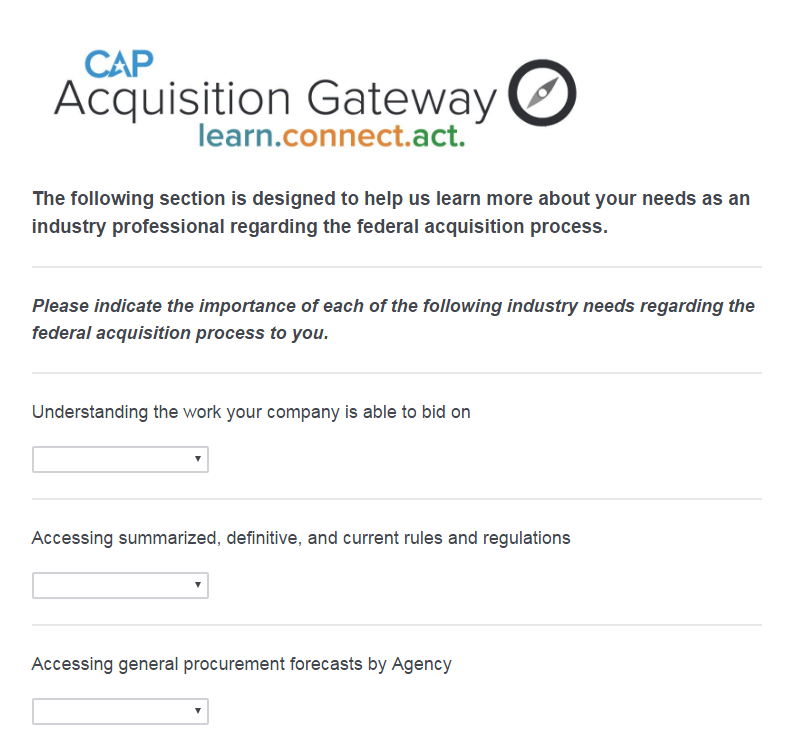 CAP
Acquisition Gateway
learn.connect.act.
The following section is designed to help us learn more about your needs as an
industry professional regarding the federal acquisition process.
Please indicate the importance of each of the following industry needs regarding the
federal acquisition process to you.
Understanding the work your company is able to bid on
Accessing summarized, definitive, and current rules and regulations
Accessing general procurement forecasts by Agency